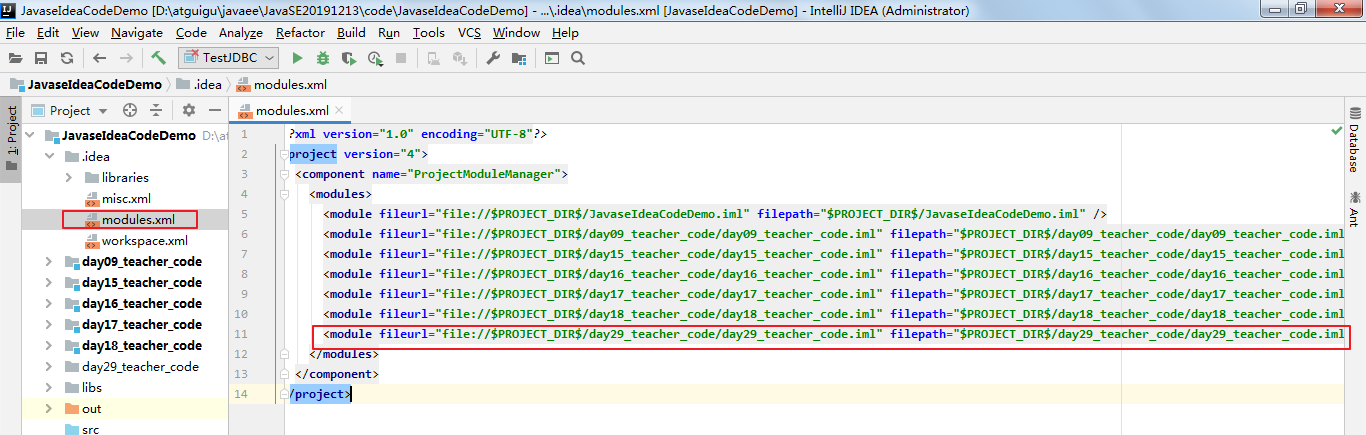 JavaseIdeaCodeDemo [D:\atguigu\javaee\JavaSE20191213\code\JavaseIdeaCodeDemo] - ...\.idea\modules.xml [JavaseIdeaCodeDemo] - IntelliJ IDEA (Administrator)
File Edit View Navigate Code Analyze Refactor Build Run Tools VCS Window Help
TestJDBC
JavaseIdeaCodeDemo .idea modules.xml
1: Project
Project
JavaseIdeaCodeDemo D:\at
.idea
libraries
misc.xml
modules.xml
workspace.xml
day09_teacher_code
day15_teacher_code
day16_teacher_code
day17_teacher_code
day18_teacher_code
day29_teacher_code
libs
out
src
modules.xml
1 ?xml version="1.0" encoding="UTF-8"?>
2 project version="4">
3 <component name="ProjectModuleManager">
4 <modules>
5 <module fileurl="file://$PROJECT_DIR$/JavaseIdeaCodeDemo.iml" filepath="$PROJECT_DIR$/JavaseIdeaCodeDemo.iml" />
6 <module fileurl="file://$PROJECT_DIR$/day09_teacher_code/day09_teacher_code.iml" filepath="$PROJECT_DIR$/day09_teacher_code/day09_teacher_code.iml
7 <module fileurl="file://$PROJECT_DIR$/day15_teacher_code/day15_teacher_code.iml" filepath="$PROJECT_DIR$/day15_teacher_code/day15_teacher_code.iml
8 <module fileurl="file://$PROJECT_DIR$/day16_teacher_code/day16_teacher_code.iml" filepath="$PROJECT_DIR$/day16_teacher_code/day16_teacher_code.iml
9 <module fileurl="file://$PROJECT_DIR$/day17_teacher_code/day17_teacher_code.iml" filepath="$PROJECT_DIR$/day17_teacher_code/day17_teacher_code.iml
10 <module fileurl="file://$PROJECT_DIR$/day18_teacher_code/day18_teacher_code.iml" filepath="$PROJECT_DIR$/day18_teacher_code/day18_teacher_code.iml
11 <module fileurl="file://$PROJECT_DIR$/day29_teacher_code/day29_teacher_code.iml" filepath="$PROJECT_DIR$/day29_teacher_code/day29_teacher_code.iml
12 </modules>
13 </component>
14 /project>
Database
Ant